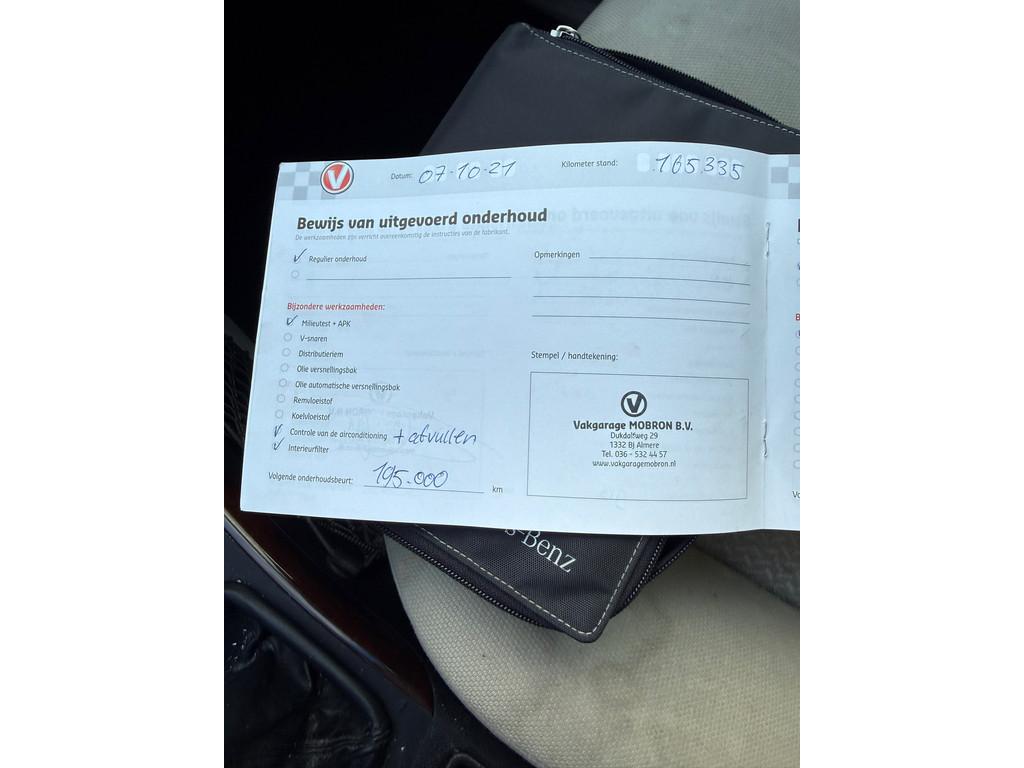 V
Datum: 07-10-21
Kilometer stand: 165.335
Bewijs van uitgevoerd onderhoud
De werkzaamheden zijn verricht overeenkomstig de instructies van de fabrikant.
Regulier onderhoud
Opmerkingen
Bijzondere werkzaamheden:
Milieutest + APK
V-snaren
Distributieriem
Olie versnellingsbak
Olie automatische versnellingsbak
Remvloeistof
Koelvloeistof
Controle van de airconditioning + afvullen
Interieurfilter
Volgende onderhoudsbeurt: 195.000 km
Stempel / handtekening:
V
Vakgarage MOBRON B.V.
Dukdalfweg 29
1332 BJ Almere
Tel. 036 - 532 44 57
www.vakgaragemobron.nl
s-Benz